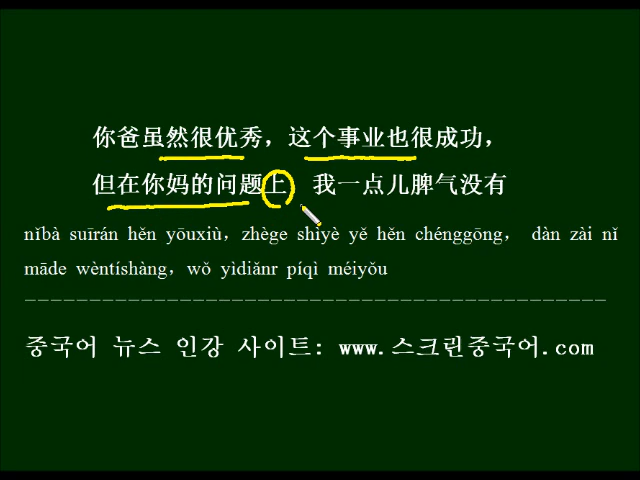 你爸虽然很优秀，这个事业也很成功，
但在你妈的问题上 我一点儿脾气没有
nǐbà suīrán hěn yōuxiù，zhège shìyè yě hěn chénggōng， dàn zài nǐ
māde wèntíshàng，wǒ yìdiǎnr píqì méiyǒu
중국어 뉴스 인강 사이트: www.스크린중국어.com